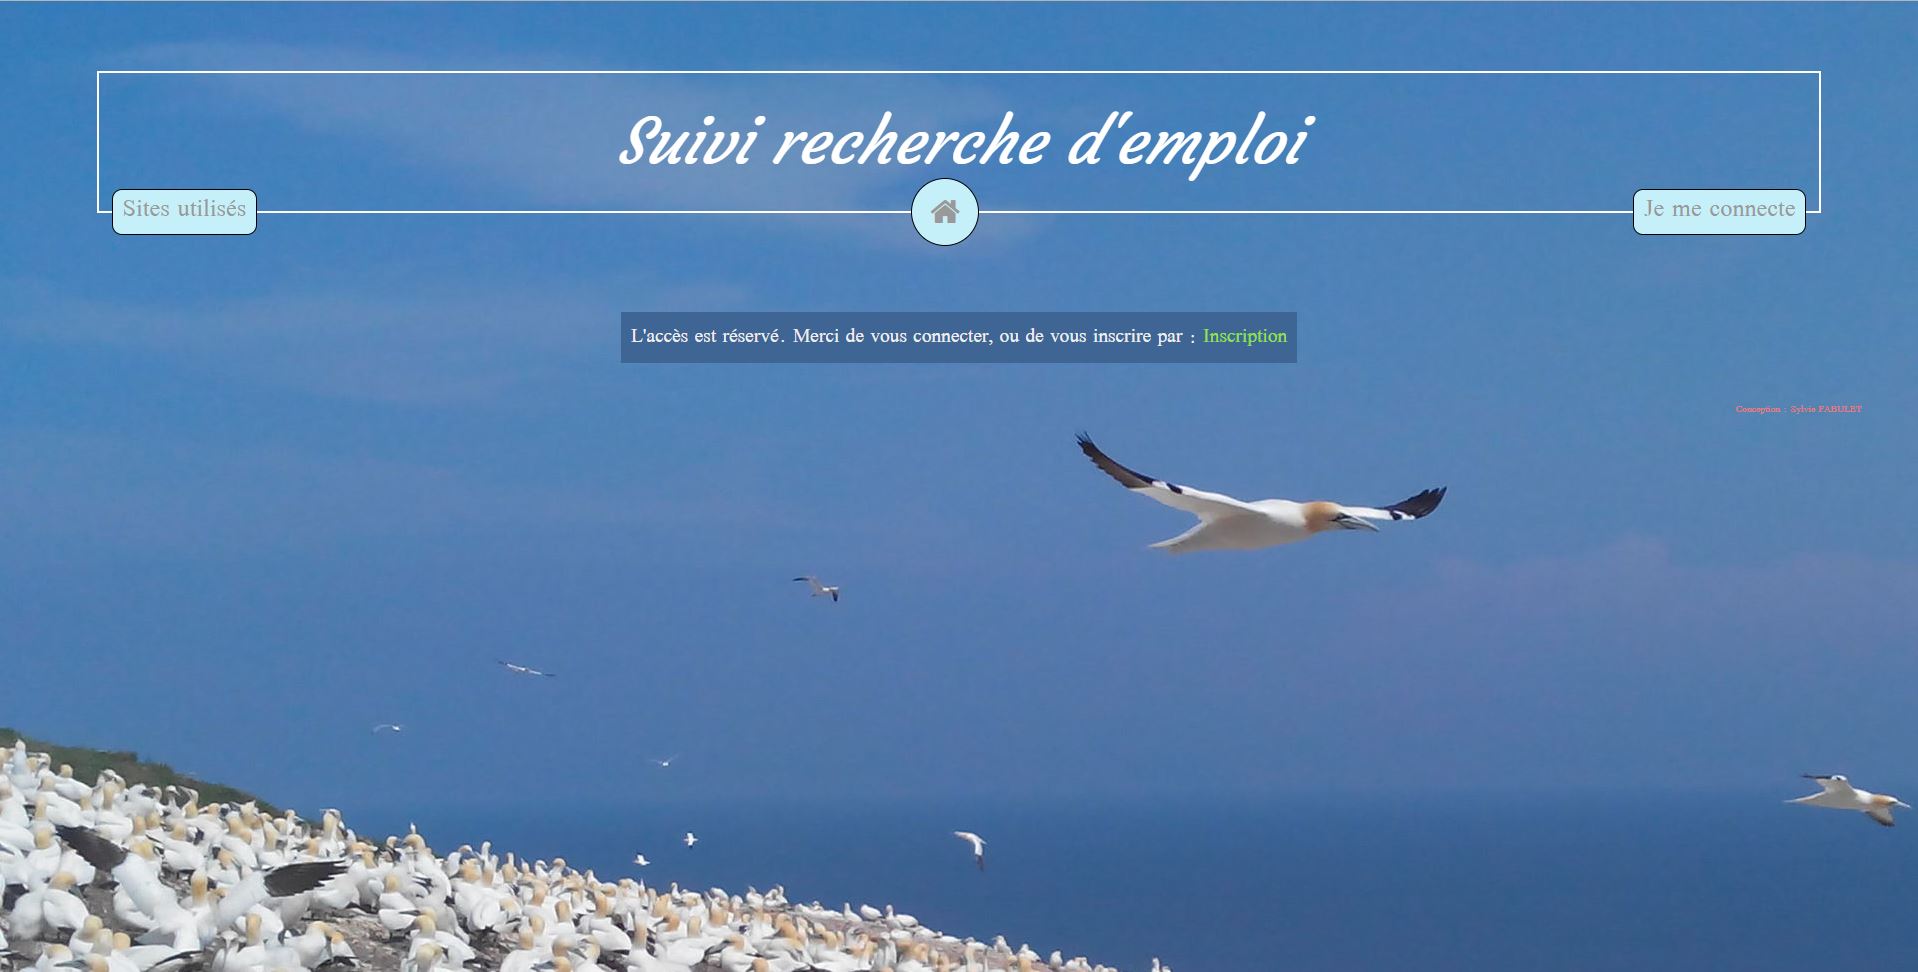 Suivi recherche d'emploi
Sites utilisés
Je me connecte
L'accès est réservé. Merci de vous connecter, ou de vous inscrire par : Inscription
Conception : Sylvie FABULET